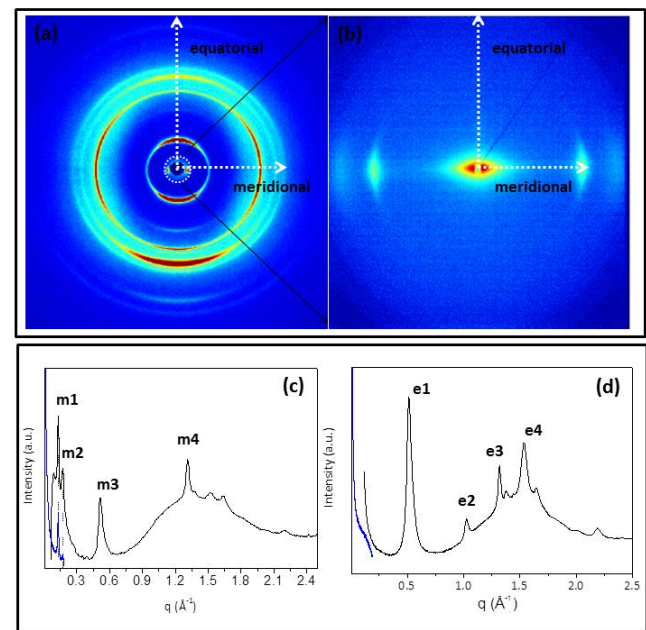 (a)
equatorial
meridional
(b)
equatorial
meridional
(c)
m1
m2
m3
m4
Intensity (a.u.)
0.3 0.6 0.9 1.2 1.5 1.8 2.1 2.4
q (Å⁻¹)
(d)
e1
e2
e3
e4
Intensity (a.u.)
0.5 1.0 1.5 2.0 2.5
q (Å⁻¹)